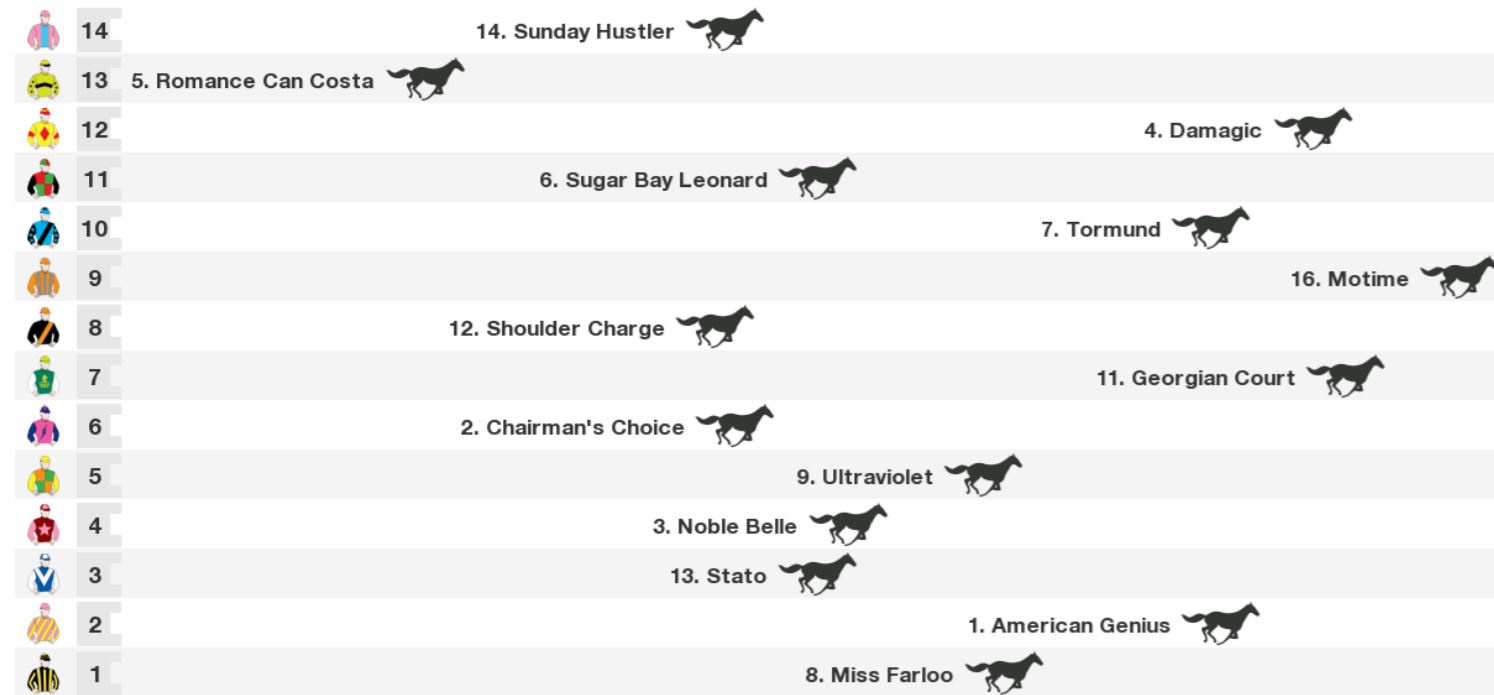 14 14. Sunday Hustler
13 5. Romance Can Costa
12 4. Damagic
11 6. Sugar Bay Leonard
10 7. Tormund
9 16. Motime
8 12. Shoulder Charge
7 11. Georgian Court
6 2. Chairman's Choice
5 9. Ultraviolet
4 3. Noble Belle
3 13. Stato
2 1. American Genius
1 8. Miss Farloo